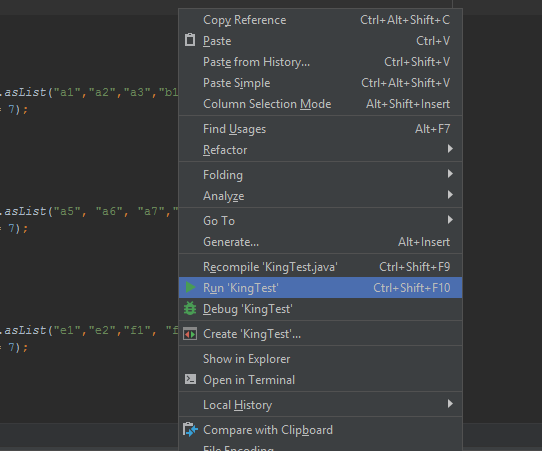 Copy Reference Ctrl+Alt+Shift+C
Paste Ctrl+V
Paste from History... Ctrl+Shift+V
Paste Simple Ctrl+Alt+Shift+V
.asList("a1","a2","a3","b1
Column Selection Mode Alt+Shift+Insert
= 7);
Find Usages Alt+F7
Refactor
Folding
Analyze
.asList("a5", "a6", "a7","
Go To
= 7);
Generate... Alt+Insert
Recompile 'KingTest.java' Ctrl+Shift+F9
Run 'KingTest' Ctrl+Shift+F10
Debug 'KingTest'
.asList("e1","e2","f1", "f
Create 'KingTest'...
= 7);
Show in Explorer
Open in Terminal
Local History
Compare with Clipboard
File Encoding